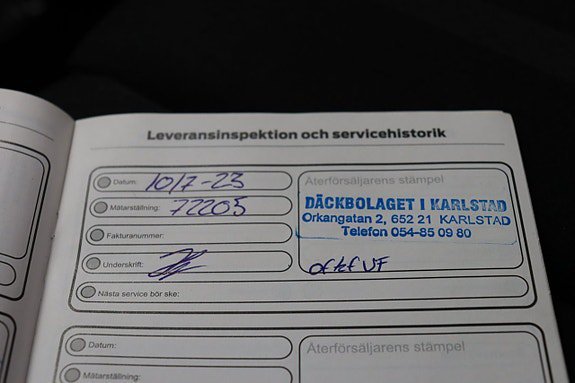 Leveransinspektion och servicehistorik
Datum: 10/7-23
Mätarställning: 72205
Fakturanummer:
Underskrift:
Nästa service bör ske:
Återförsäljarens stämpel
DÄCKBOLAGET I KARLSTAD
Orkangatan 2, 652 21 KARLSTAD
Telefon 054-85 09 80
Datum:
Mätarställning:
Återförsäljarens stämpel